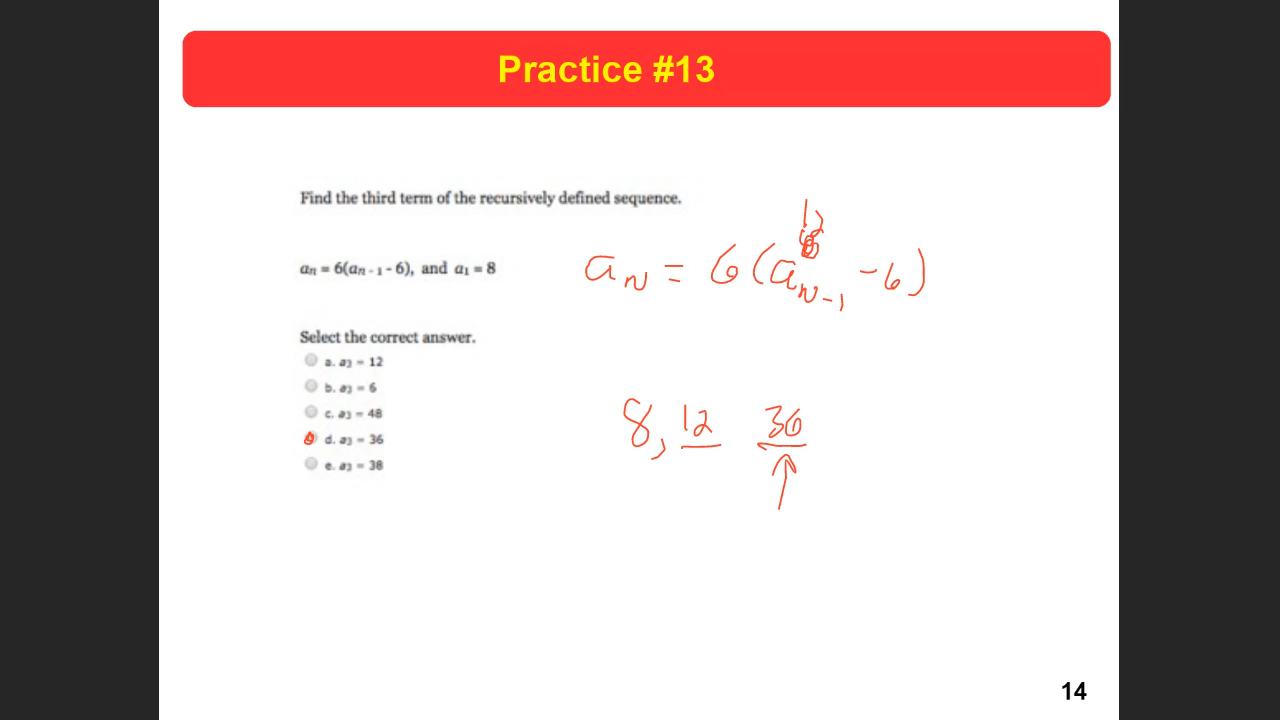 Practice #13
Find the third term of the recursively defined sequence.
aₙ = 6(aₙ₋₁ - 6), and a₁ = 8
12
8
aₙ = 6(aₙ₋₁ - 6)
Select the correct answer.
a. a₃ = 12
b. a₃ = 6
c. a₃ = 48
d. a₃ = 36
e. a₃ = 38
8, 12 36
14